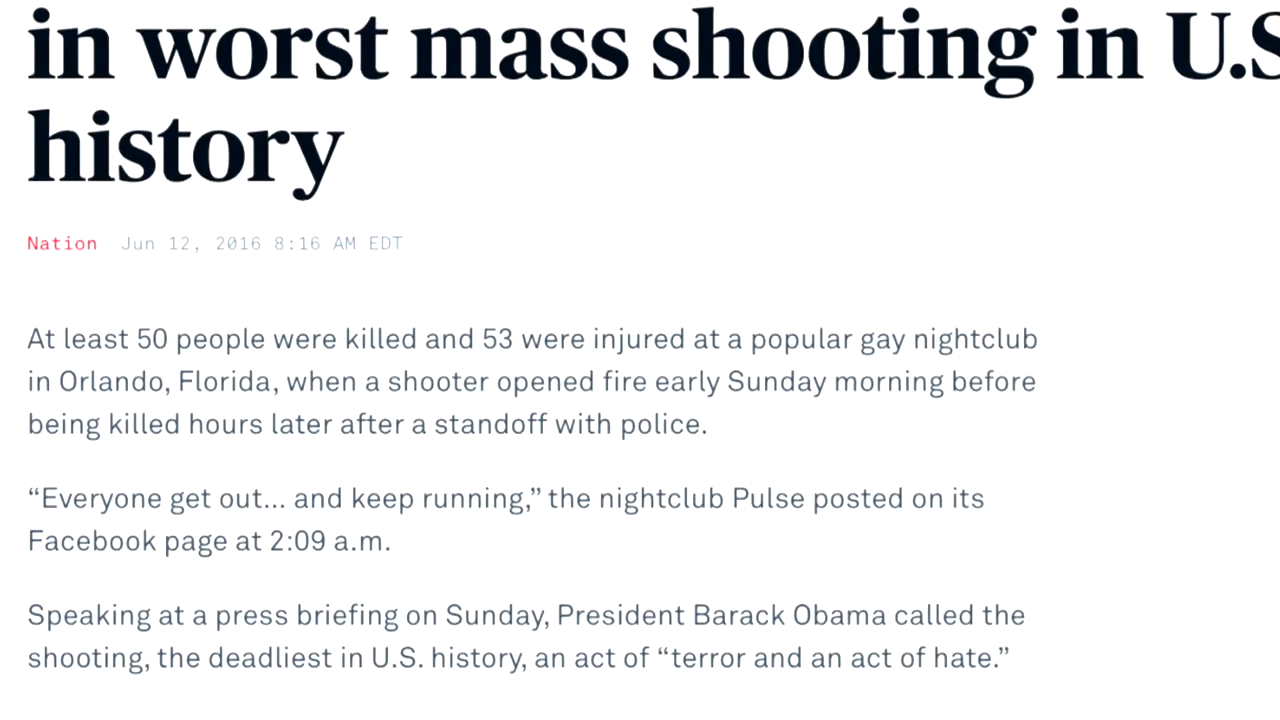 in worst mass shooting in U.S
history
Nation Jun 12, 2016 8:16 AM EDT
At least 50 people were killed and 53 were injured at a popular gay nightclub
in Orlando, Florida, when a shooter opened fire early Sunday morning before
being killed hours later after a standoff with police.
“Everyone get out... and keep running,” the nightclub Pulse posted on its
Facebook page at 2:09 a.m.
Speaking at a press briefing on Sunday, President Barack Obama called the
shooting, the deadliest in U.S. history, an act of “terror and an act of hate.”